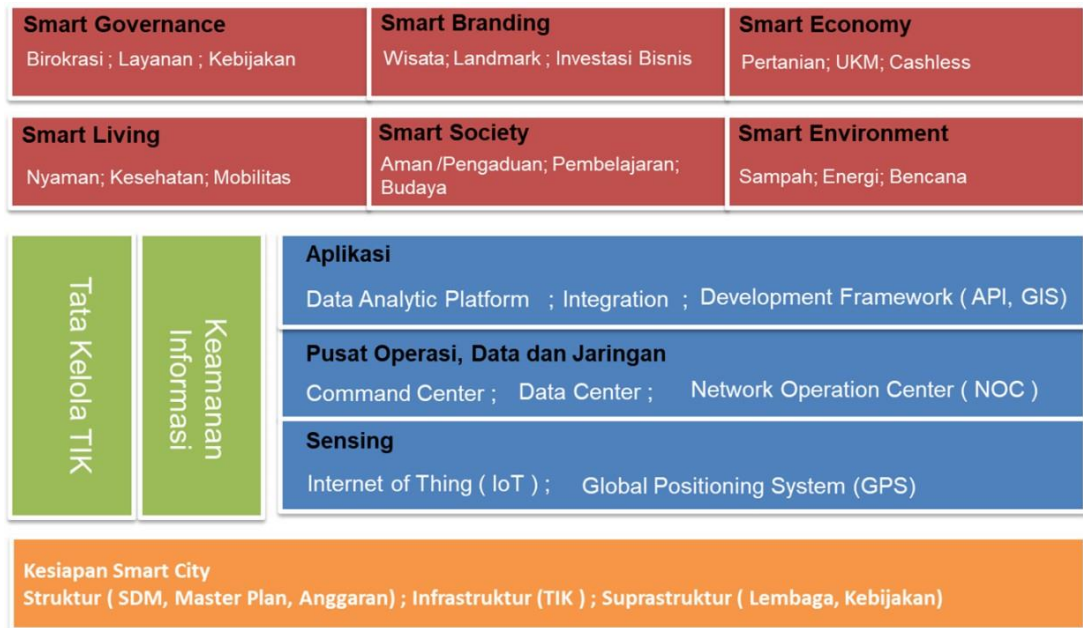 Smart Governance
Birokrasi ; Layanan ; Kebijakan
Smart Branding
Wisata; Landmark ; Investasi Bisnis
Smart Economy
Pertanian; UKM; Cashless
Smart Living
Nyaman; Kesehatan; Mobilitas
Smart Society
Aman /Pengaduan; Pembelajaran;
Budaya
Smart Environment
Sampah; Energi; Bencana
Tata Kelola TIK
Keamanan
Informasi
Aplikasi
Data Analytic Platform ; Integration ; Development Framework ( API, GIS)
Pusat Operasi, Data dan Jaringan
Command Center ; Data Center ; Network Operation Center ( NOC )
Sensing
Internet of Thing ( IoT ) ; Global Positioning System (GPS)
Kesiapan Smart City
Struktur ( SDM, Master Plan, Anggaran) ; Infrastruktur (TIK ) ; Suprastruktur ( Lembaga, Kebijakan)